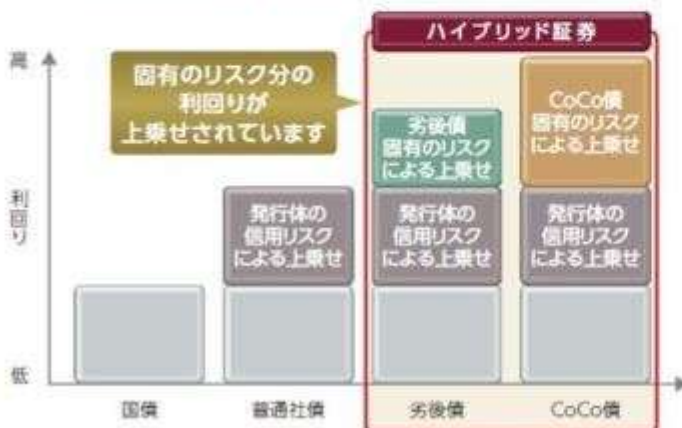 ハイブリッド証券
高
固有のリスク分の
利回りが
上乗せされています
CoCo債
固有のリスク
による上乗せ
劣後債
固有のリスク
による上乗せ
利回り
発行体の
信用リスク
による上乗せ
発行体の
信用リスク
による上乗せ
発行体の
信用リスク
による上乗せ
低
国債
普通社債
劣後債
CoCo債